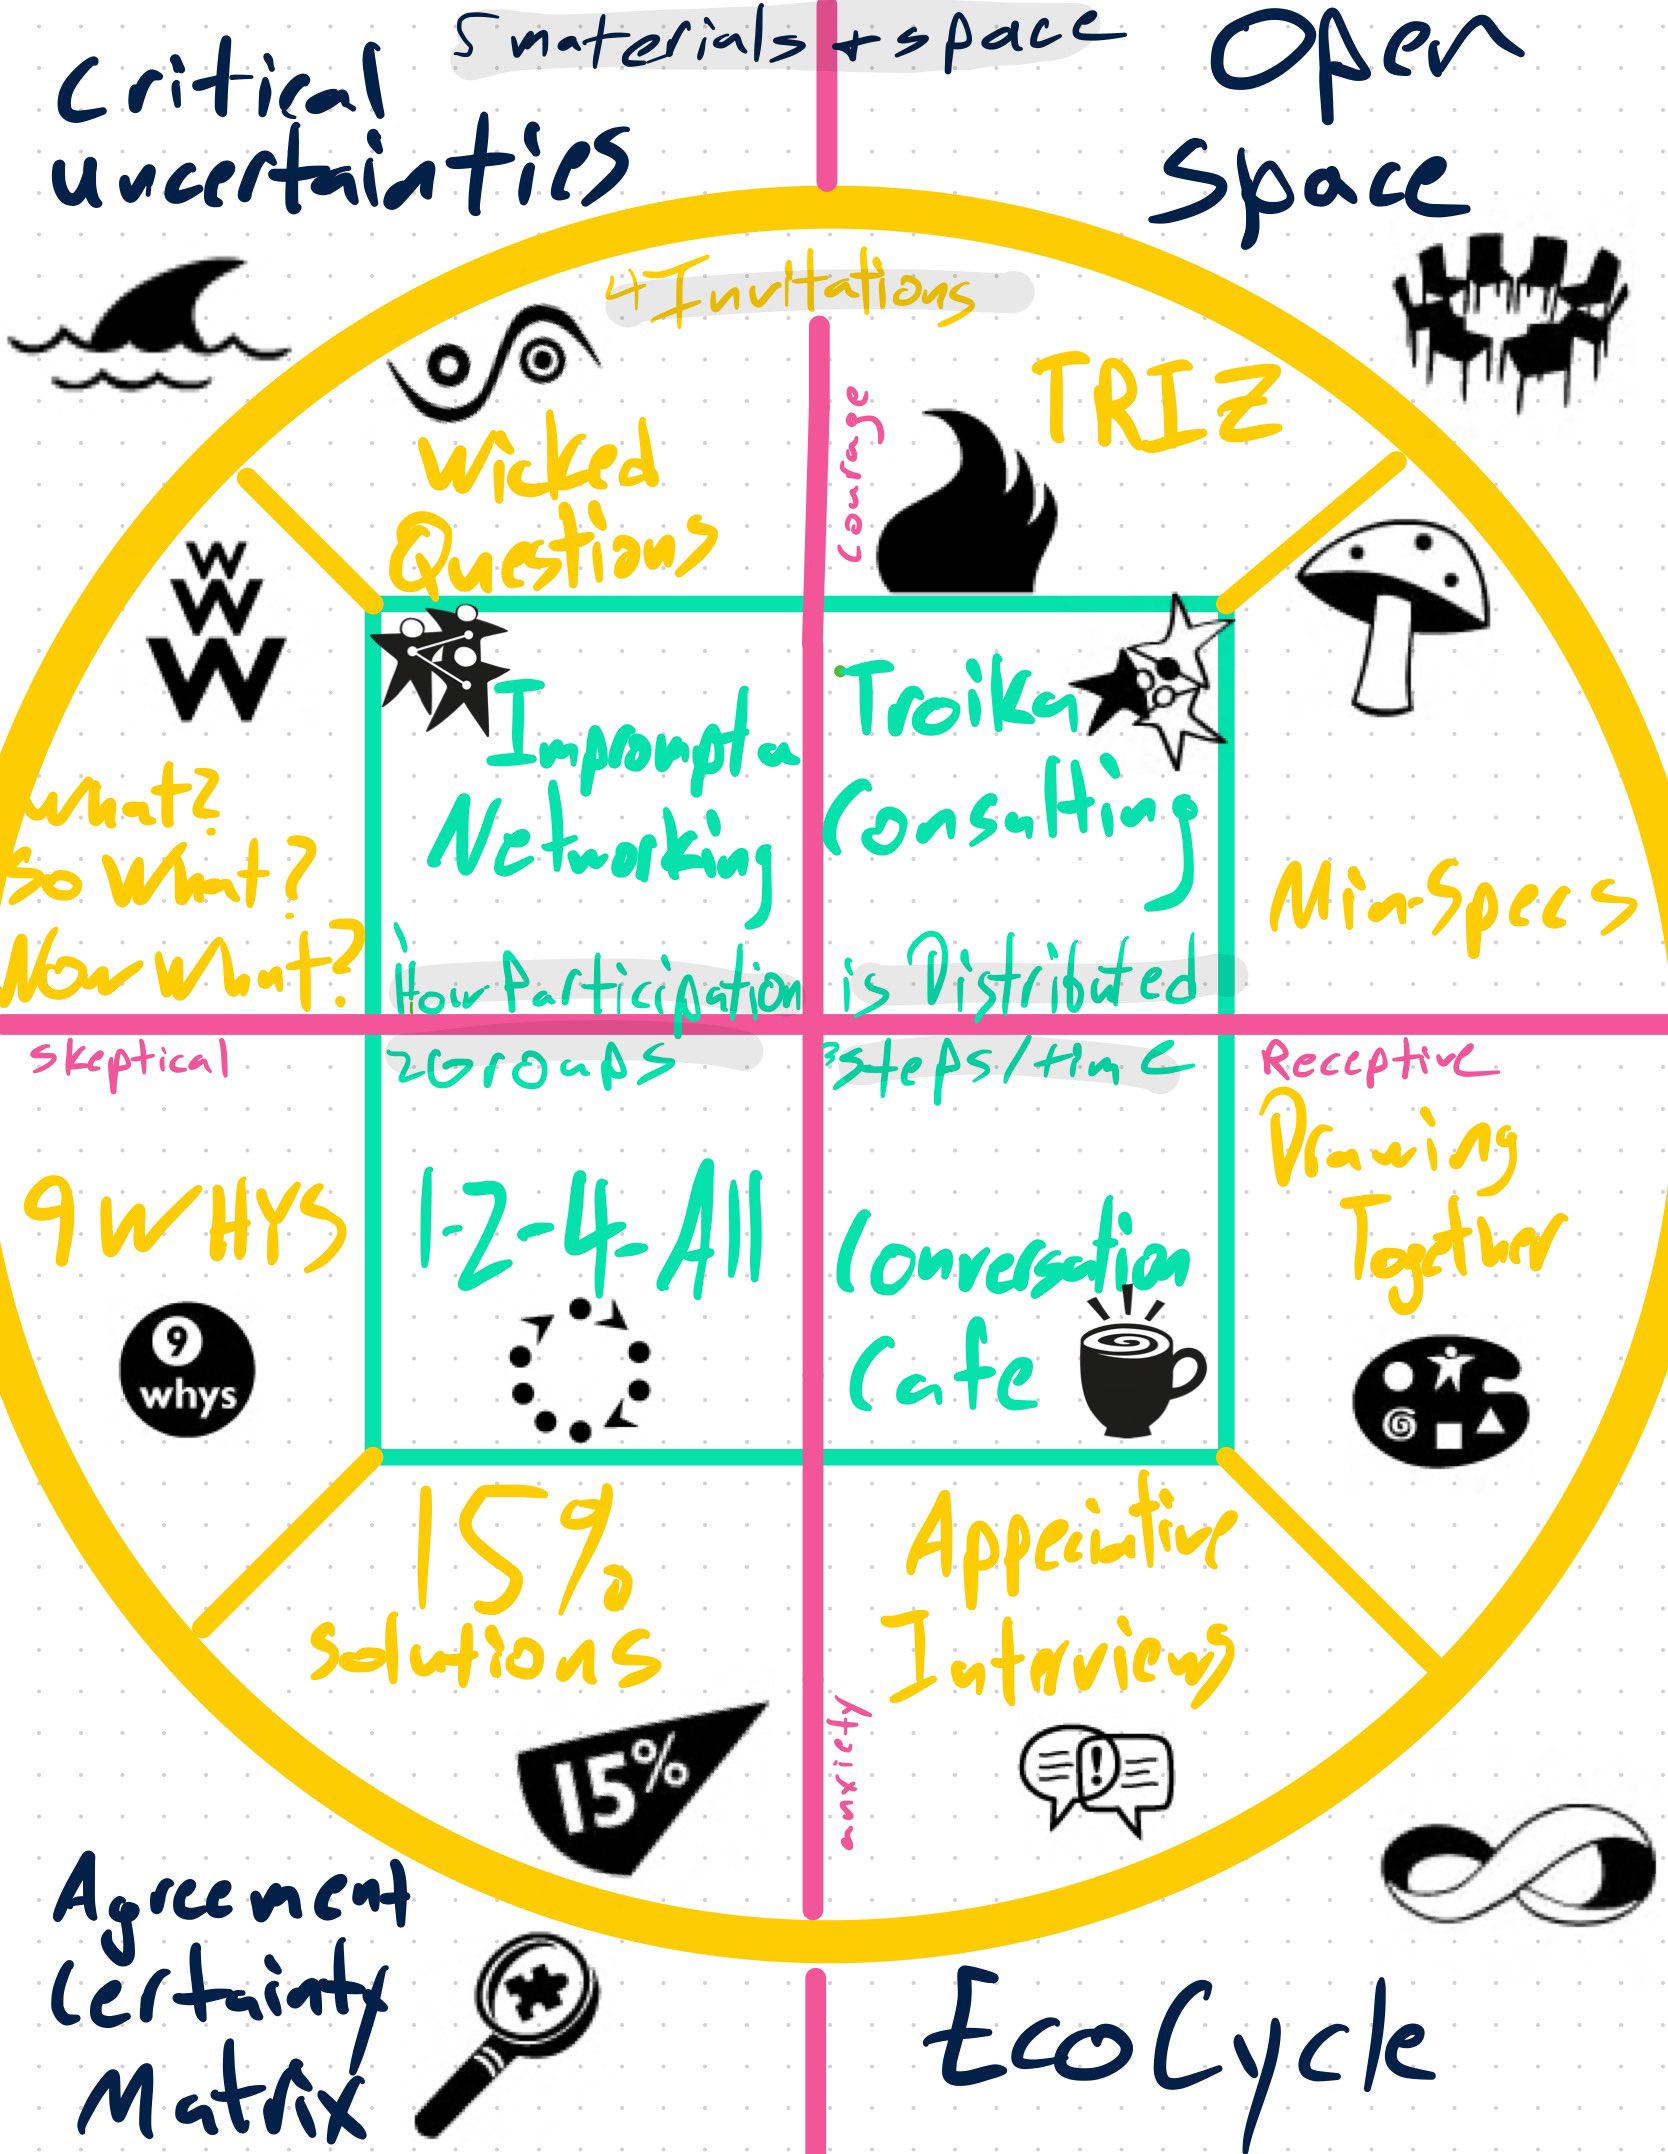 5 materials + space
Critical
uncertainties
Open
Space
4 Invitations
Wicked
Questions
courage
TRIZ
W
W
W
What?
So What?
Now What?
Impromptu
Networking
Troika
Consulting
Min-Specs
How Participation is Distributed
skeptical
2 Groups
3 steps/time
Receptive
9 WHYS
9
whys
1-2-4-All
Conversation
Cafe
Drawing
Together
15%
Solutions
15%
Appeciative
Interviews
anxiety
Agreement
Certainty
Matrix
EcoCycle